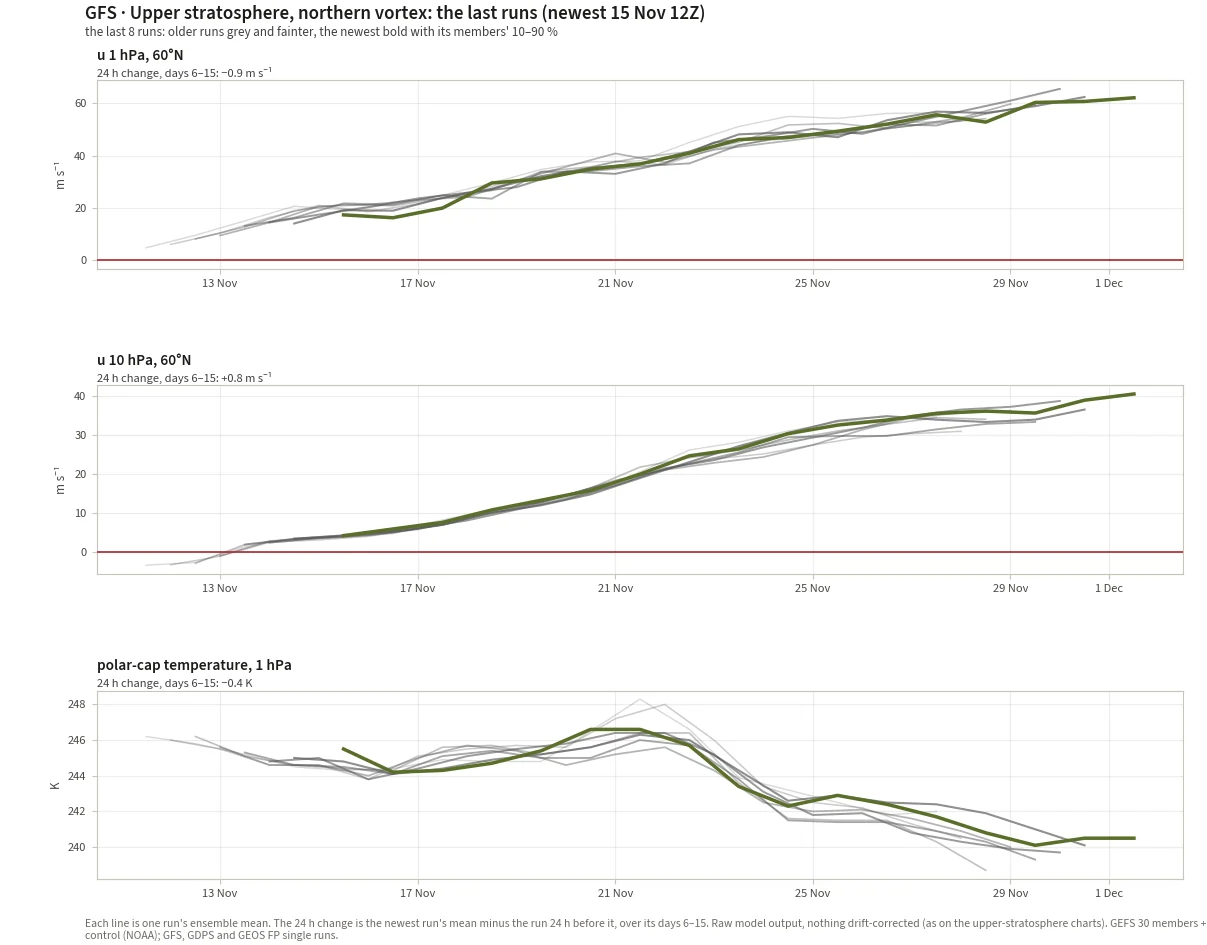 GFS · Upper stratosphere, northern vortex: the last runs (newest 15 Nov 12Z)
the last 8 runs: older runs grey and fainter, the newest bold with its members' 10–90 %
u 1 hPa, 60°N
24 h change, days 6–15: −0.9 m s⁻¹
60
40
20
0
m s⁻¹
13 Nov
17 Nov
21 Nov
25 Nov
29 Nov
1 Dec
u 10 hPa, 60°N
24 h change, days 6–15: +0.8 m s⁻¹
40
30
20
10
0
m s⁻¹
13 Nov
17 Nov
21 Nov
25 Nov
29 Nov
1 Dec
polar-cap temperature, 1 hPa
24 h change, days 6–15: −0.4 K
248
246
244
242
240
K
13 Nov
17 Nov
21 Nov
25 Nov
29 Nov
1 Dec
Each line is one run's ensemble mean. The 24 h change is the newest run's mean minus the run 24 h before it, over its days 6–15. Raw model output, nothing drift-corrected (as on the upper-stratosphere charts). GEFS 30 members +
control (NOAA); GFS, GDPS and GEOS FP single runs.